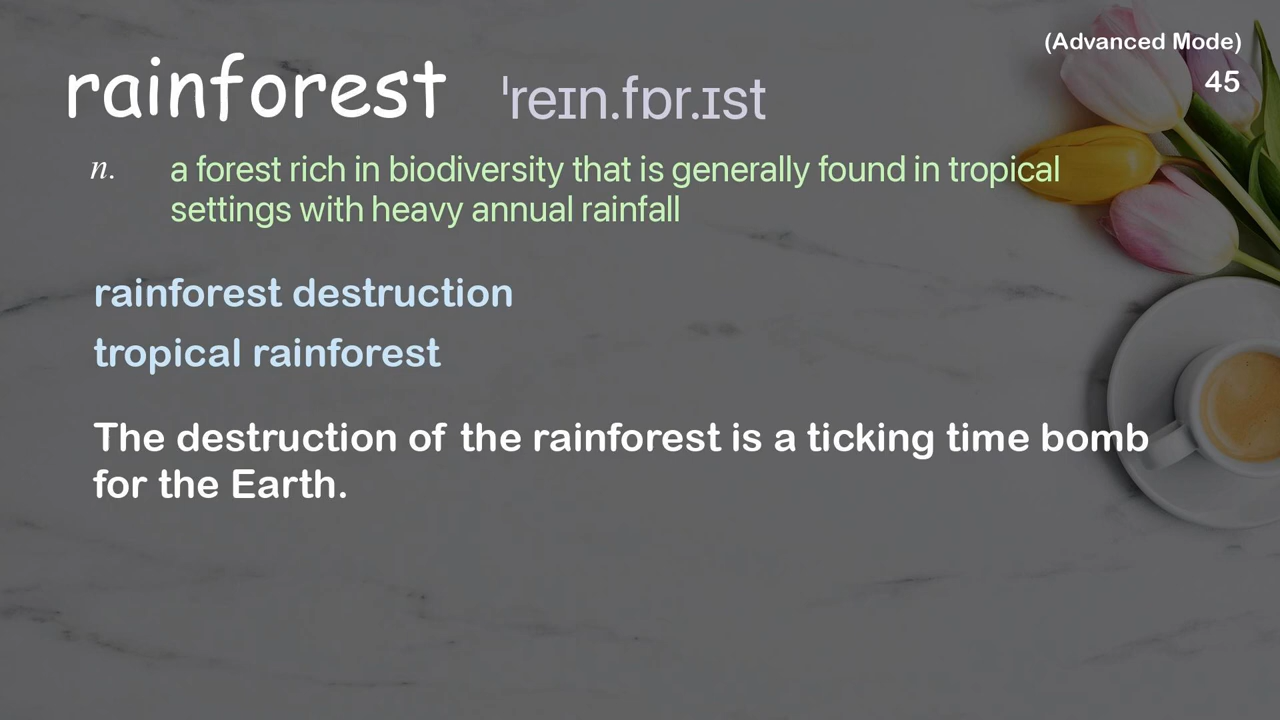 (Advanced Mode)
rainforest ˈreɪn.fɒr.ɪst
45
n. a forest rich in biodiversity that is generally found in tropical
settings with heavy annual rainfall
rainforest destruction
tropical rainforest
The destruction of the rainforest is a ticking time bomb
for the Earth.